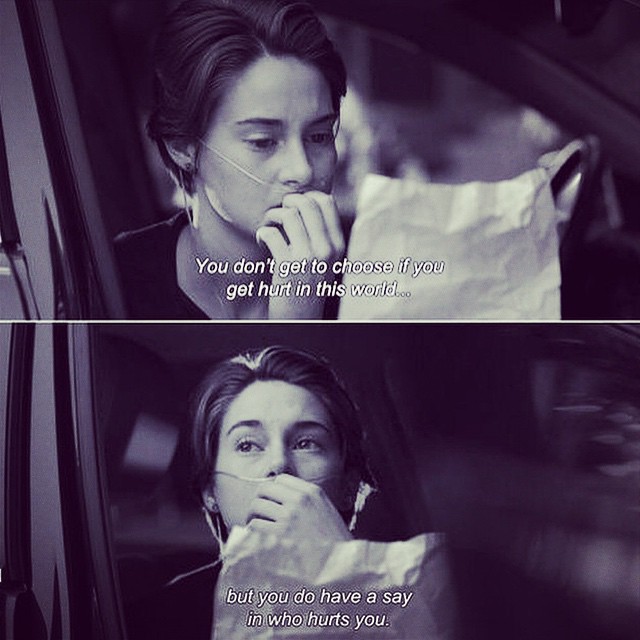 You don't get to choose if you
get hurt in this world...
but you do have a say
in who hurts you.